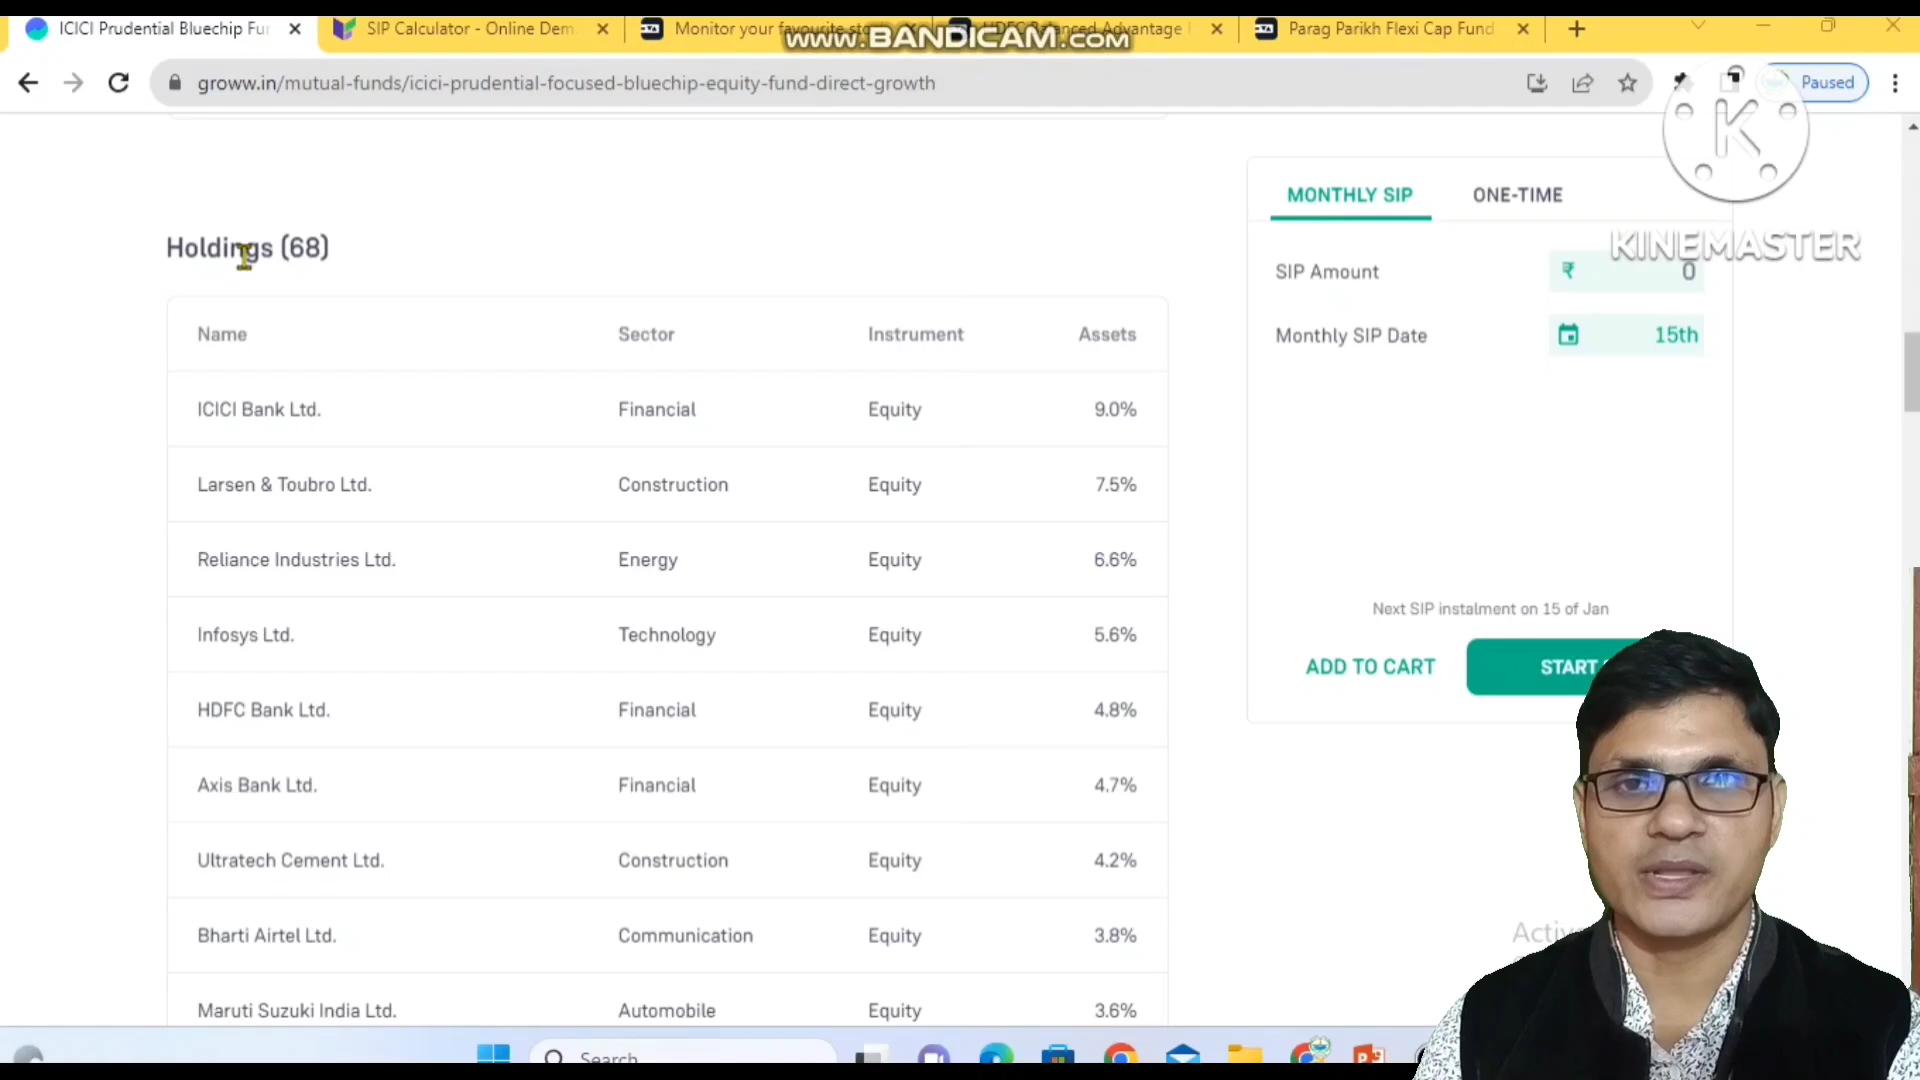 ICICI Prudential Bluechip Fu
SIP Calculator - Online Dem
Monitor your favourite sto
HDFC Balanced Advantage
Parag Parikh Flexi Cap Fund
www.BANDICAM.com
groww.in/mutual-funds/icici-prudential-focused-bluechip-equity-fund-direct-growth
Paused
K
KINEMASTER
MONTHLY SIP
ONE-TIME
SIP Amount
₹ 0
Monthly SIP Date
15th
Next SIP instalment on 15 of Jan
ADD TO CART
START
Holdings (68)
Name Sector Instrument Assets
ICICI Bank Ltd. Financial Equity 9.0%
Larsen & Toubro Ltd. Construction Equity 7.5%
Reliance Industries Ltd. Energy Equity 6.6%
Infosys Ltd. Technology Equity 5.6%
HDFC Bank Ltd. Financial Equity 4.8%
Axis Bank Ltd. Financial Equity 4.7%
Ultratech Cement Ltd. Construction Equity 4.2%
Bharti Airtel Ltd. Communication Equity 3.8%
Maruti Suzuki India Ltd. Automobile Equity 3.6%
Search